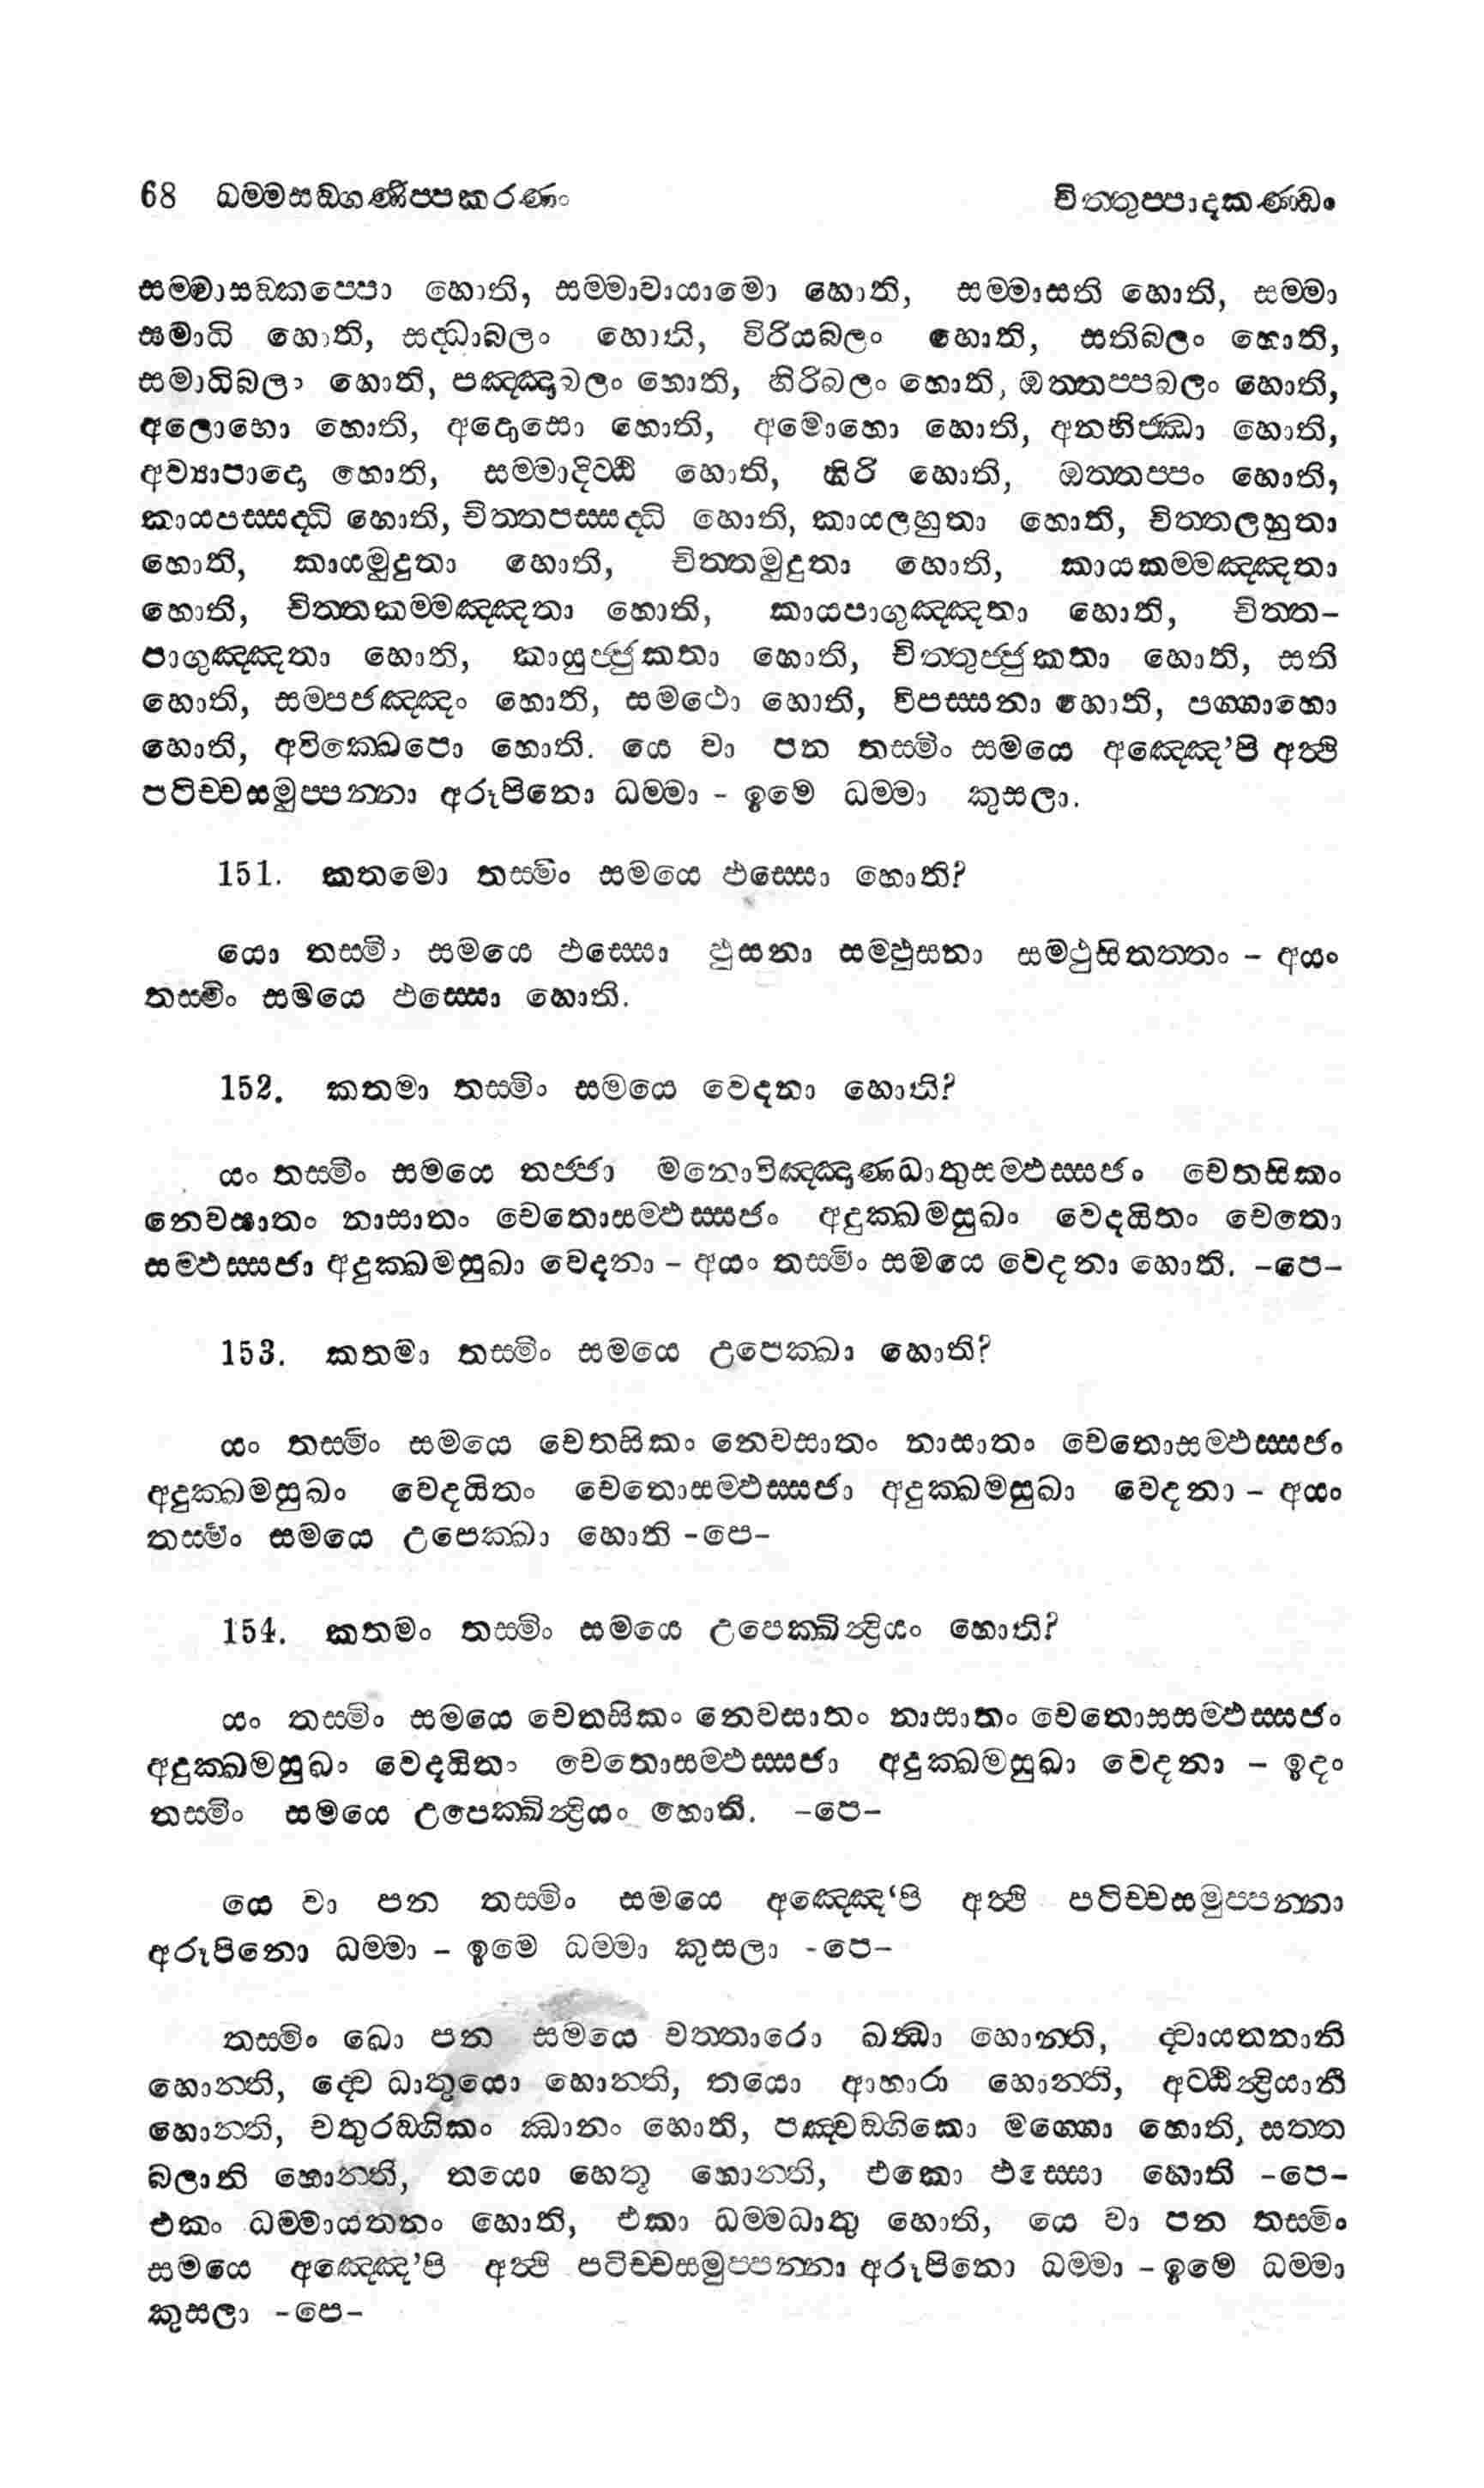 68 ධම්මසඞ්ගණිප්පකරණං චිත්තුප්පාදකණ්ඩං
සම්මාසඞ්කප්පො හොති, සම්මාවායාමො හොති, සම්මාසති හොති, සම්මා
සමාධි හොති, සද්ධාබලං හොති, විරියබලං හොති, සතිබලං හොති,
සමාධිබලං හොති, පඤ්ඤාබලං හොති, හිරිබලං හොති, ඔත්තප්පබලං හොති,
අලොභො හොති, අදොසො හොති, අමොහො හොති, අනභිජ්ඣා හොති,
අව්‍යාපාදො හොති, සම්මාදිට්ඨි හොති, හිරි හොති, ඔත්තප්පං හොති,
කායපස්සද්ධි හොති, චිත්තපස්සද්ධි හොති, කායලහුතා හොති, චිත්තලහුතා
හොති, කායමුදුතා හොති, චිත්තමුදුතා හොති, කායකම්මඤ්ඤතා
හොති, චිත්තකම්මඤ්ඤතා හොති, කායපාගුඤ්ඤතා හොති, චිත්ත-
පාගුඤ්ඤතා හොති, කායුජ්ජුකතා හොති, චිත්තුජ්ජුකතා හොති, සති
හොති, සම්පජඤ්ඤං හොති, සමථො හොති, විපස්සනා හොති, පග්ගාහො
හොති, අවික්ඛෙපො හොති. යෙ වා පන තස්මිං සමයෙ අඤ්ඤෙ’පි අත්ථි
පටිච්චසමුප්පන්නා අරූපිනො ධම්මා - ඉමෙ ධම්මා කුසලා.
151. කතමො තස්මිං සමයෙ ඵස්සො හොති?
යො තස්මිං සමයෙ ඵස්සො ඵුසනා සම්ඵුසනා සම්ඵුසිතත්තං - අයං
තස්මිං සමයෙ ඵස්සො හොති.
152. කතමා තස්මිං සමයෙ වෙදනා හොති?
යං තස්මිං සමයෙ තජ්ජා මනොවිඤ්ඤාණධාතුසම්ඵස්සජං චෙතසිකං
නෙවසාතං නාසාතං චෙතොසම්ඵස්සජං අදුක්ඛමසුඛං වෙදයිතං චෙතො
සම්ඵස්සජා අදුක්ඛමසුඛා වෙදනා - අයං තස්මිං සමයෙ වෙදනා හොති. -පෙ-
153. කතමා තස්මිං සමයෙ උපෙක්ඛා හොති?
යං තස්මිං සමයෙ චෙතසිකං නෙවසාතං නාසාතං චෙතොසම්ඵස්සජං
අදුක්ඛමසුඛං වෙදයිතං චෙතොසම්ඵස්සජා අදුක්ඛමසුඛා වෙදනා - අයං
තස්මිං සමයෙ උපෙක්ඛා හොති -පෙ-
154. කතමං තස්මිං සමයෙ උපෙක්ඛින්ද්‍රියං හොති?
යං තස්මිං සමයෙ චෙතසිකං නෙවසාතං නාසාතං චෙතොසසම්ඵස්සජං
අදුක්ඛමසුඛං වෙදයිතං චෙතොසම්ඵස්සජා අදුක්ඛමසුඛා වෙදනා - ඉදං
තස්මිං සමයෙ උපෙක්ඛින්ද්‍රියං හොති. -පෙ-
යෙ වා පන තස්මිං සමයෙ අඤ්ඤෙ‘පි අත්ථි පටිච්චසමුප්පන්නා
අරූපිනො ධම්මා - ඉමෙ ධම්මා කුසලා -පෙ-
තස්මිං ඛො පන සමයෙ චත්තාරො ඛන්ධා හොන්ති, ද්වායතනානි
හොන්ති, ද්වෙ ධාතුයො හොන්ති, තයො ආහාරා හොන්ති, අට්ඨින්ද්‍රියානි
හොන්ති, චතුරඞ්ගිකං ඣානං හොති, පඤ්චඞ්ගිකො මග්ගො හොති, සත්ත
බලානි හොන්ති, තයො හෙතූ හොන්ති, එකො ඵස්සො හොති -පෙ-
එකං ධම්මායතනං හොති, එකා ධම්මධාතු හොති, යෙ වා පන තස්මිං
සමයෙ අඤ්ඤෙ’පි අත්ථි පටිච්චසමුප්පන්නා අරූපිනො ධම්මා - ඉමෙ ධම්මා
කුසලා -පෙ-